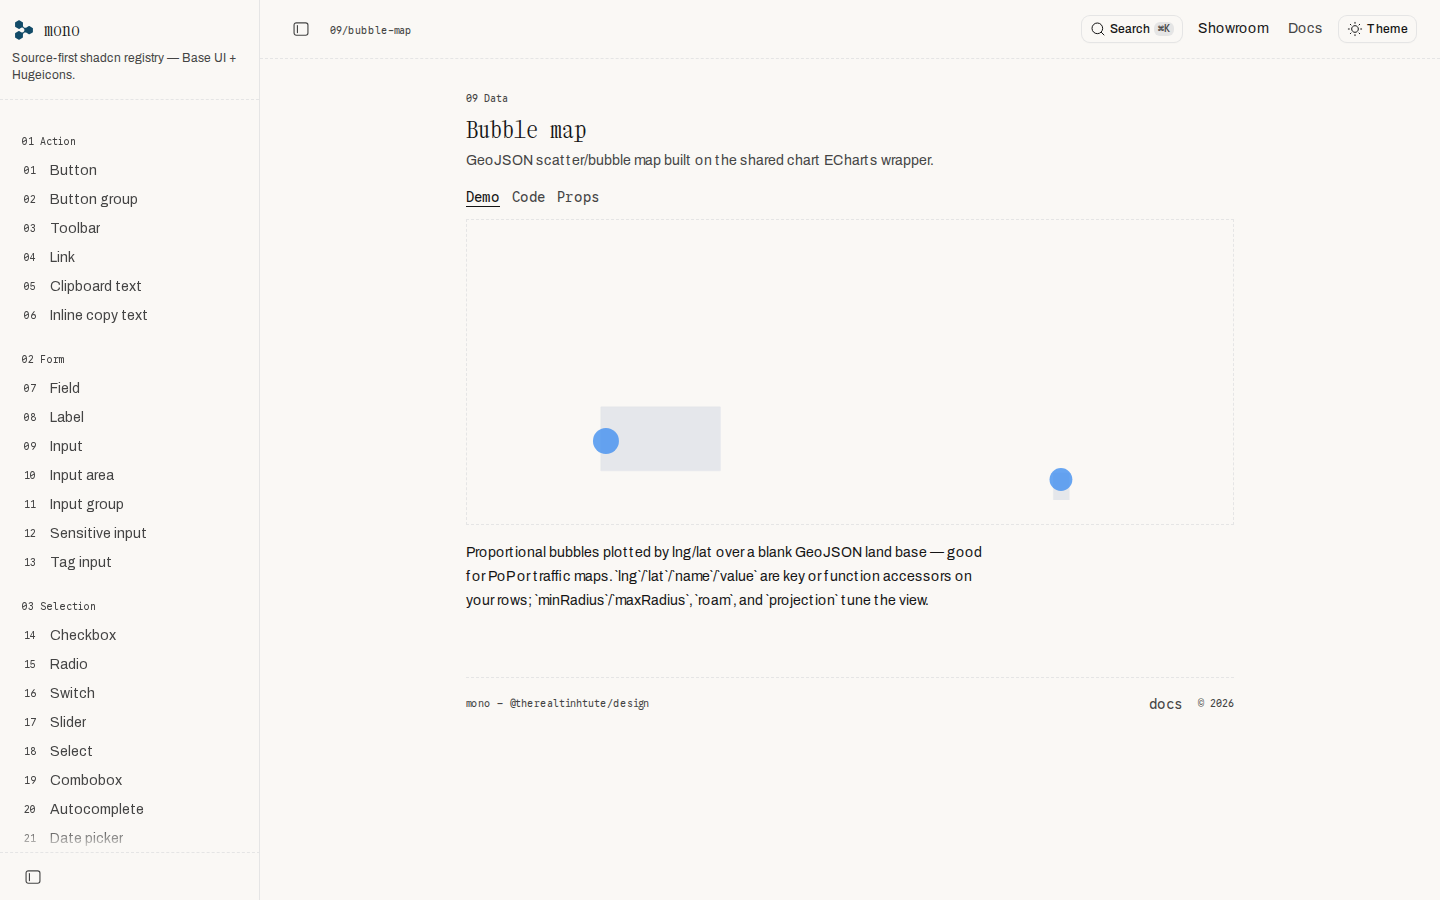 mono
Source-first shadcn registry — Base UI +
Hugeicons.
01 Action
01 Button
02 Button group
03 Toolbar
04 Link
05 Clipboard text
06 Inline copy text
02 Form
07 Field
08 Label
09 Input
10 Input area
11 Input group
12 Sensitive input
13 Tag input
03 Selection
14 Checkbox
15 Radio
16 Switch
17 Slider
18 Select
19 Combobox
20 Autocomplete
21 Date picker
09/bubble-map
Search ⌘K
Showroom
Docs
Theme
09 Data
Bubble map
GeoJSON scatter/bubble map built on the shared chart ECharts wrapper.
Demo Code Props
Proportional bubbles plotted by lng/lat over a blank GeoJSON land base — good
for PoP or traffic maps. `lng`/`lat`/`name`/`value` are key or function accessors on
your rows; `minRadius`/`maxRadius`, `roam`, and `projection` tune the view.
mono — @therealtinhtute/design
docs © 2026